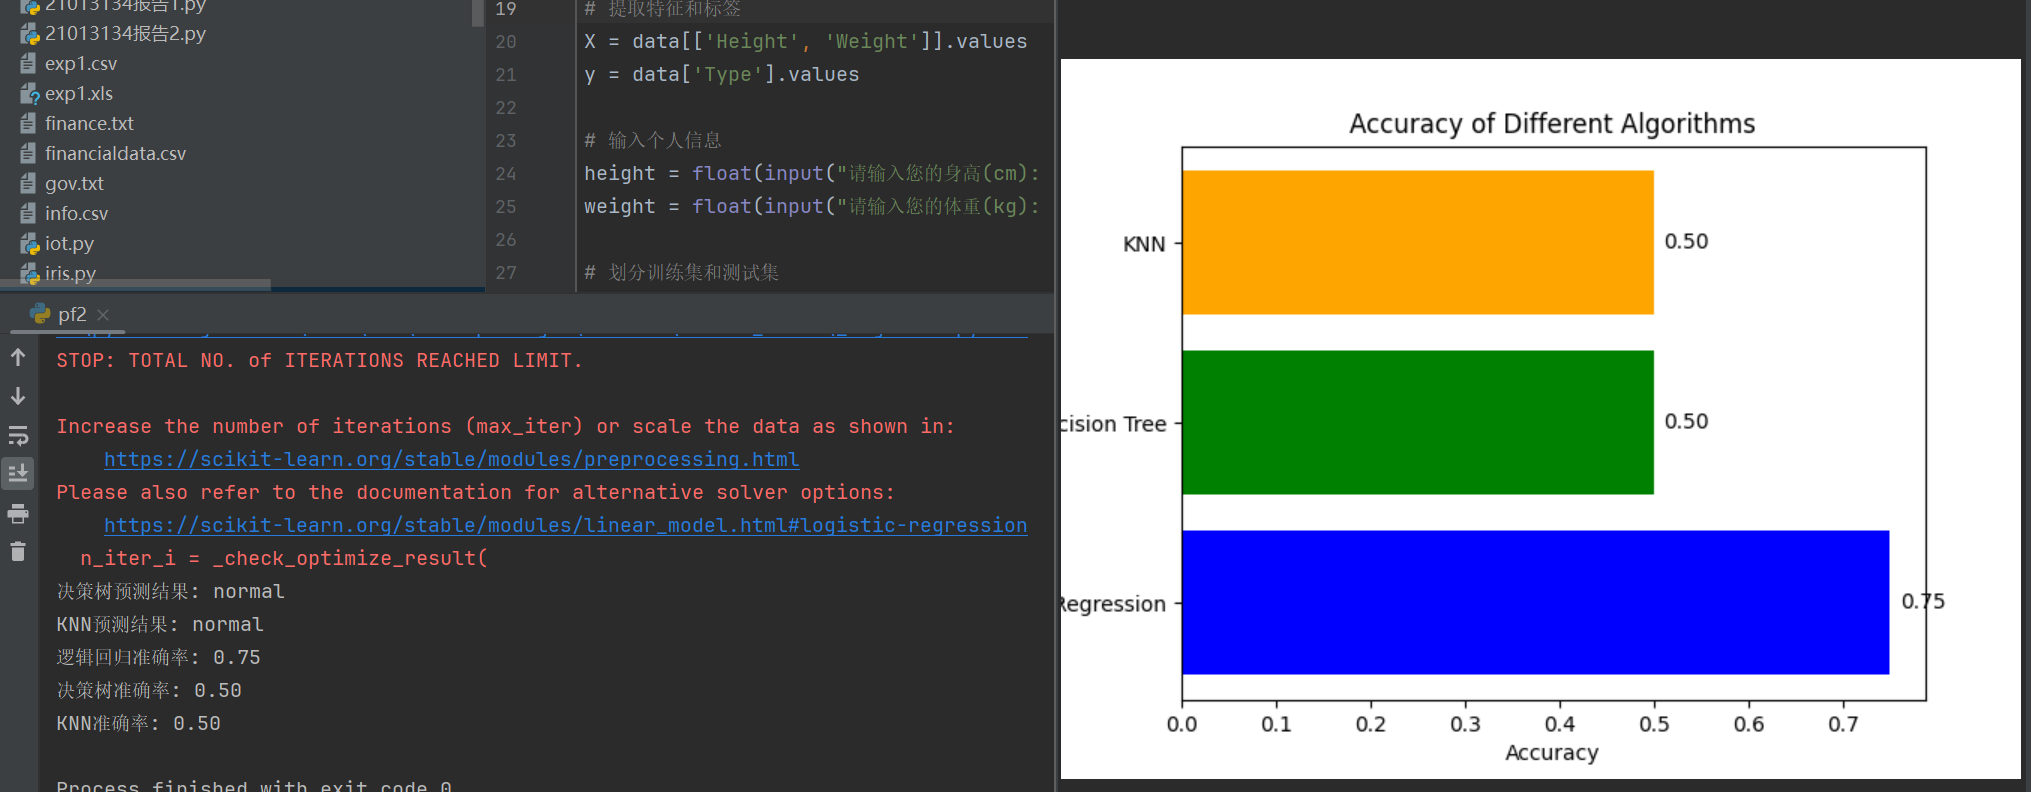 21013134报告1.py
21013134报告2.py
exp1.csv
exp1.xls
finance.txt
financialdata.csv
gov.txt
info.csv
iot.py
iris.py
19 # 提取特征和标签
20 X = data[['Height', 'Weight']].values
21 y = data['Type'].values
22
23 # 输入个人信息
24 height = float(input("请输入您的身高(cm):
25 weight = float(input("请输入您的体重(kg):
26
27 # 划分训练集和测试集
pf2
STOP: TOTAL NO. of ITERATIONS REACHED LIMIT.
Increase the number of iterations (max_iter) or scale the data as shown in:
https://scikit-learn.org/stable/modules/preprocessing.html
Please also refer to the documentation for alternative solver options:
https://scikit-learn.org/stable/modules/linear_model.html#logistic-regression
n_iter_i = _check_optimize_result(
决策树预测结果: normal
KNN预测结果: normal
逻辑回归准确率: 0.75
决策树准确率: 0.50
KNN准确率: 0.50
Process finished with exit code 0
Accuracy of Different Algorithms
KNN
0.50
cision Tree
0.50
Regression
0.75
0.0 0.1 0.2 0.3 0.4 0.5 0.6 0.7
Accuracy